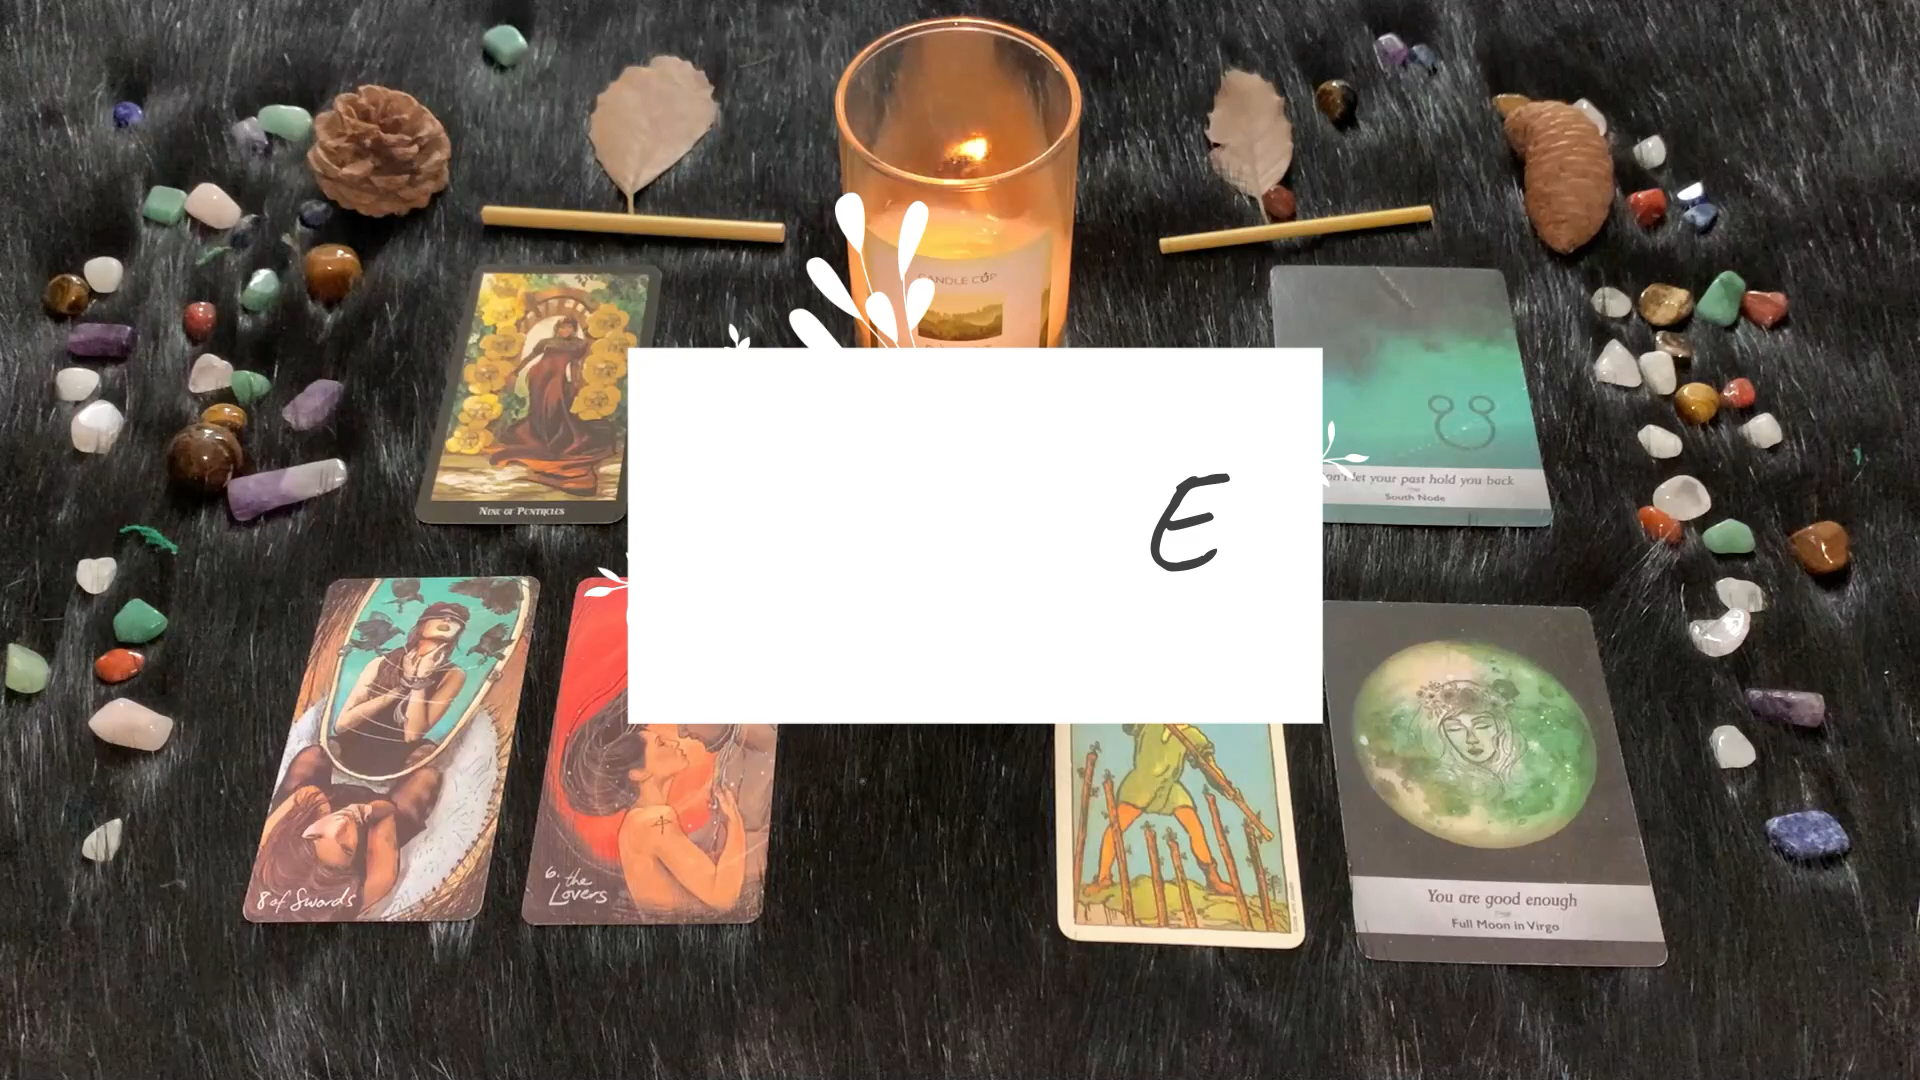 CANDLE CO
NINE OF PENTACLES
Don't let your past hold you back
South Node
E
8 of Swords
6. the
Lovers
You are good enough
Full Moon in Virgo